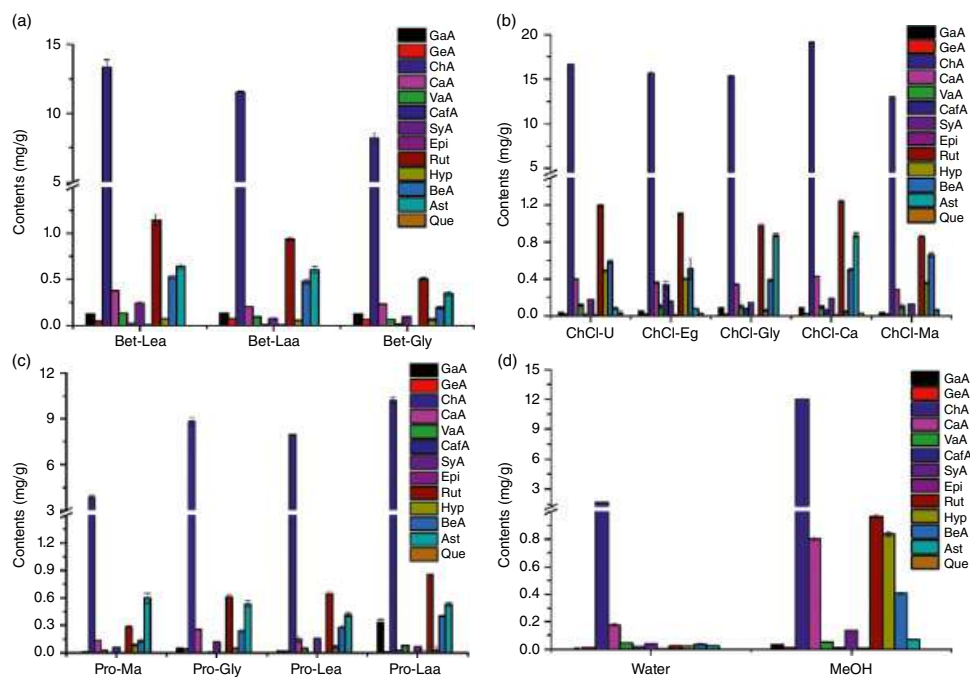 (a)
15
12
8
5
1.0
0.5
0.0
Contents (mg/g)
Bet-Lea Bet-Laa Bet-Gly
GaA
GeA
ChA
CaA
VaA
CafA
SyA
Epi
Rut
Hyp
BeA
Ast
Que
(b)
20
15
10
5
1.2
0.8
0.4
0.0
Contents (mg/g)
ChCl-U ChCl-Eg ChCl-Gly ChCl-Ca ChCl-Ma
GaA
GeA
ChA
CaA
VaA
CafA
SyA
Epi
Rut
Hyp
BeA
Ast
Que
(c)
12
9
6
3
1.2
0.9
0.6
0.3
0.0
Contents (mg/g)
Pro-Ma Pro-Gly Pro-Lea Pro-Laa
GaA
GeA
ChA
CaA
VaA
CafA
SyA
Epi
Rut
Hyp
BeA
Ast
Que
(d)
15
12
9
6
3
0.8
0.6
0.4
0.2
0.0
Contents (mg/g)
Water MeOH
GaA
GeA
ChA
CaA
VaA
CafA
SyA
Epi
Rut
Hyp
BeA
Ast
Que